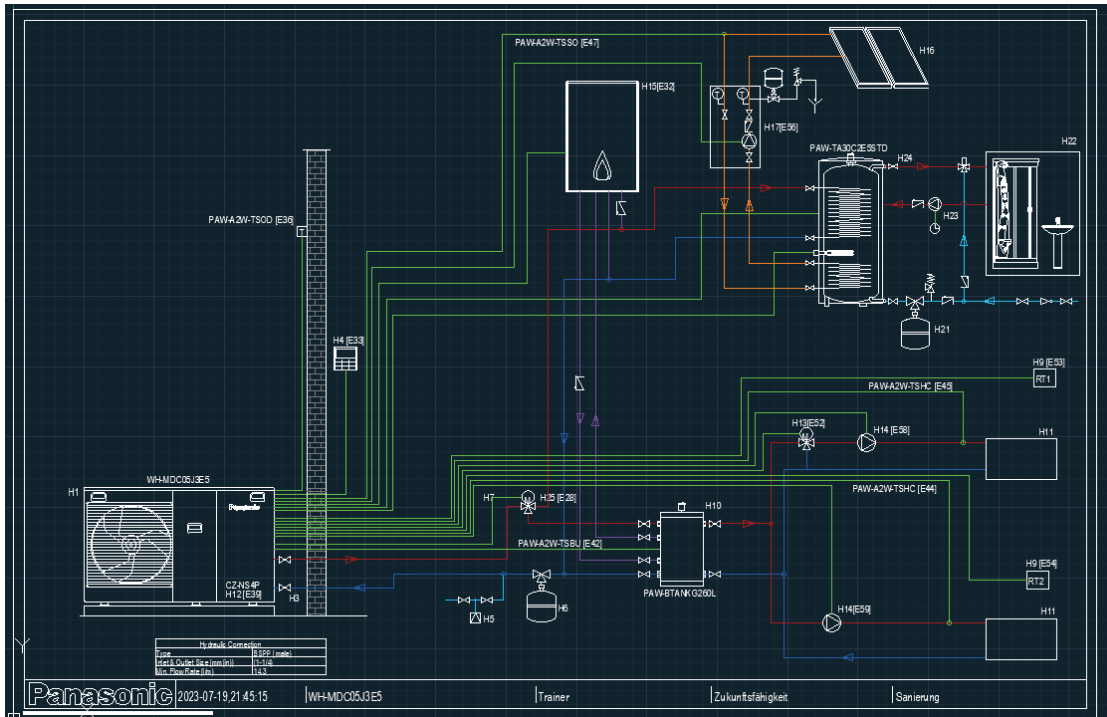 PAW-A2W-TSSO [E47]
H16
H15[E32]
T
T
H17[E56]
PAW-TA30C2E5STD
H24
H22
PAW-A2W-TSOD [E36]
T
H23
H4 [E33]
H21
H9 [E53]
RT1
PAW-A2W-TSHC [E45]
H13[E52]
M
H14 [E58]
H11
WH-MDC05J3E5
H1
Panasonic
PAW-A2W-TSHC [E44]
H7
M
H25 [E28]
H10
PAW-A2W-TSBU [E42]
H9 [E54]
RT2
CZ-NS4P
H12 [E39]
H3
H5
H6
PAW-BTANKG260L
H14[E59]
H11
Hydraulic Connection
Type BSPP (male)
Inlet & Outlet Size (mm (in)) (1-1/4)
Min. Flow Rate (l/m) 14.3
Y
Panasonic 2023-07-19,21:45:15 WH-MDC05J3E5 Trainer Zukunftsfähigkeit Sanierung